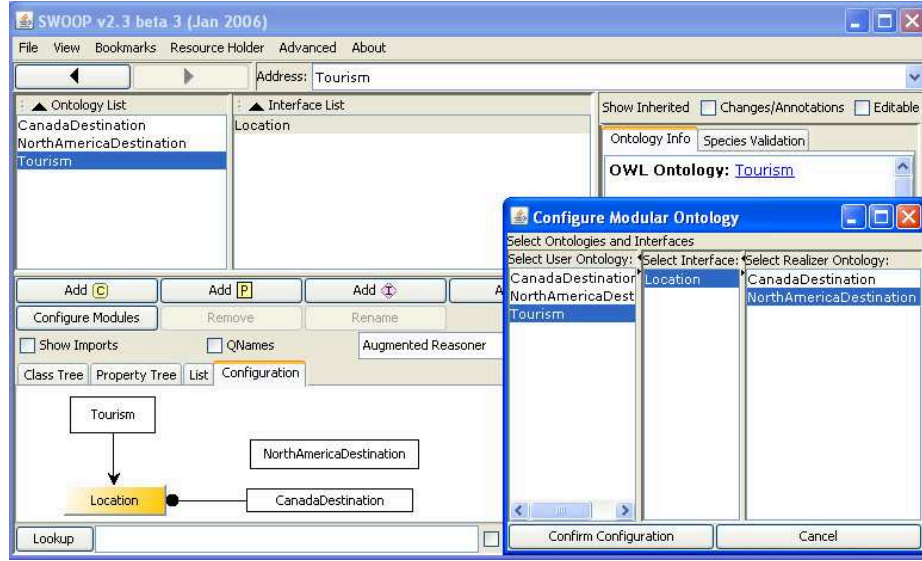 SWOOP v2.3 beta 3 (Jan 2006)
File View Bookmarks Resource Holder Advanced About
Address: Tourism
Ontology List
Interface List
Show Inherited Changes/Annotations Editable
CanadaDestination
NorthAmericaDestination
Tourism
Location
Ontology Info Species Validation
OWL Ontology: Tourism
Add C Add P Add I A
Configure Modules Remove Rename
Show Imports QNames Augmented Reasoner
Class Tree Property Tree List Configuration
Tourism
NorthAmericaDestination
Location
CanadaDestination
Lookup
Configure Modular Ontology
Select Ontologies and Interfaces
Select User Ontology: Select Interface: Select Realizer Ontology:
CanadaDestination Location CanadaDestination
NorthAmericaDest NorthAmericaDestination
Tourism
Confirm Configuration Cancel